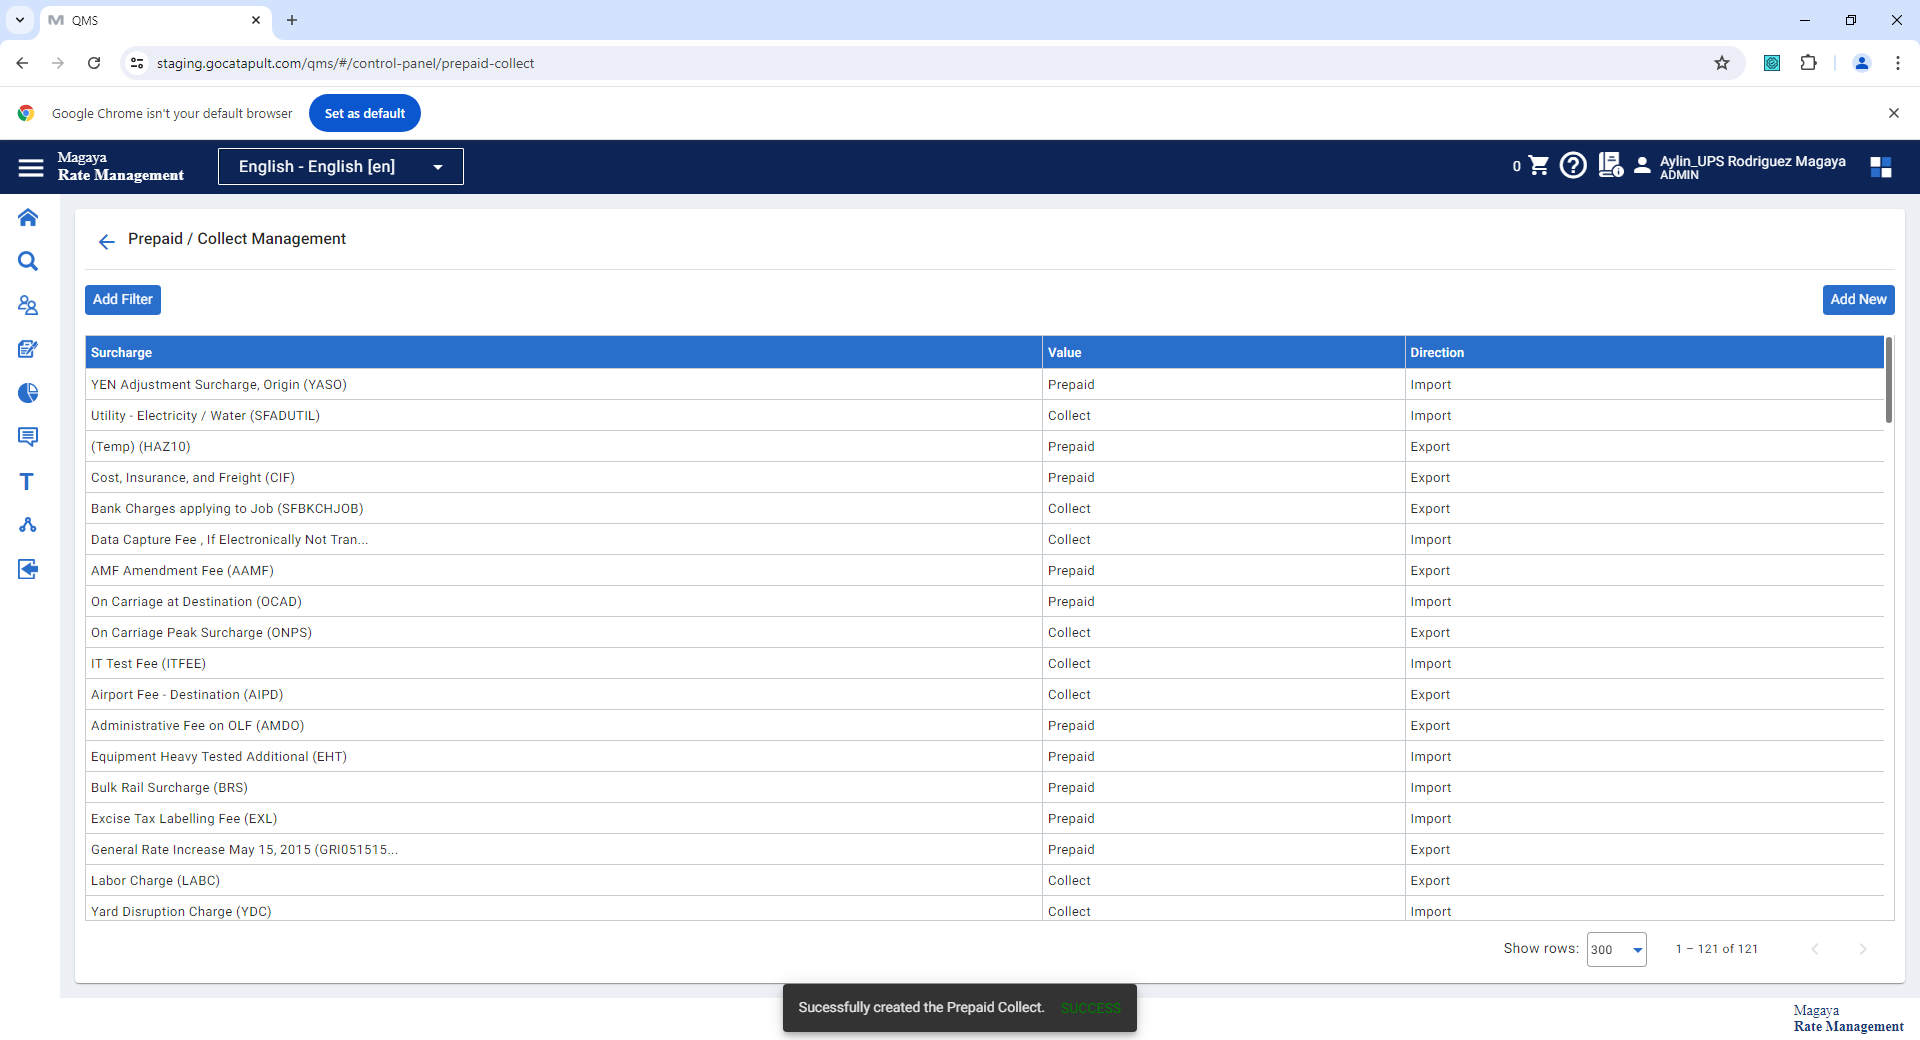 QMS
staging.gocatapult.com/qms/#/control-panel/prepaid-collect
Google Chrome isn't your default browser
Set as default
Magaya
Rate Management
English - English [en]
0
Aylin_UPS Rodriguez Magaya
ADMIN
Prepaid / Collect Management
Add Filter
Add New
Surcharge Value Direction
YEN Adjustment Surcharge, Origin (YASO) Prepaid Import
Utility - Electricity / Water (SFADUTIL) Collect Import
(Temp) (HAZ10) Prepaid Export
Cost, Insurance, and Freight (CIF) Prepaid Export
Bank Charges applying to Job (SFBKCHJOB) Collect Export
Data Capture Fee , If Electronically Not Tran... Collect Import
AMF Amendment Fee (AAMF) Prepaid Export
On Carriage at Destination (OCAD) Prepaid Import
On Carriage Peak Surcharge (ONPS) Collect Export
IT Test Fee (ITFEE) Collect Import
Airport Fee - Destination (AIPD) Collect Export
Administrative Fee on OLF (AMDO) Prepaid Export
Equipment Heavy Tested Additional (EHT) Prepaid Import
Bulk Rail Surcharge (BRS) Prepaid Import
Excise Tax Labelling Fee (EXL) Prepaid Import
General Rate Increase May 15, 2015 (GRI051515... Prepaid Export
Labor Charge (LABC) Collect Export
Yard Disruption Charge (YDC) Collect Import
Show rows: 300 1 – 121 of 121
Sucessfully created the Prepaid Collect. SUCCESS
Magaya
Rate Management